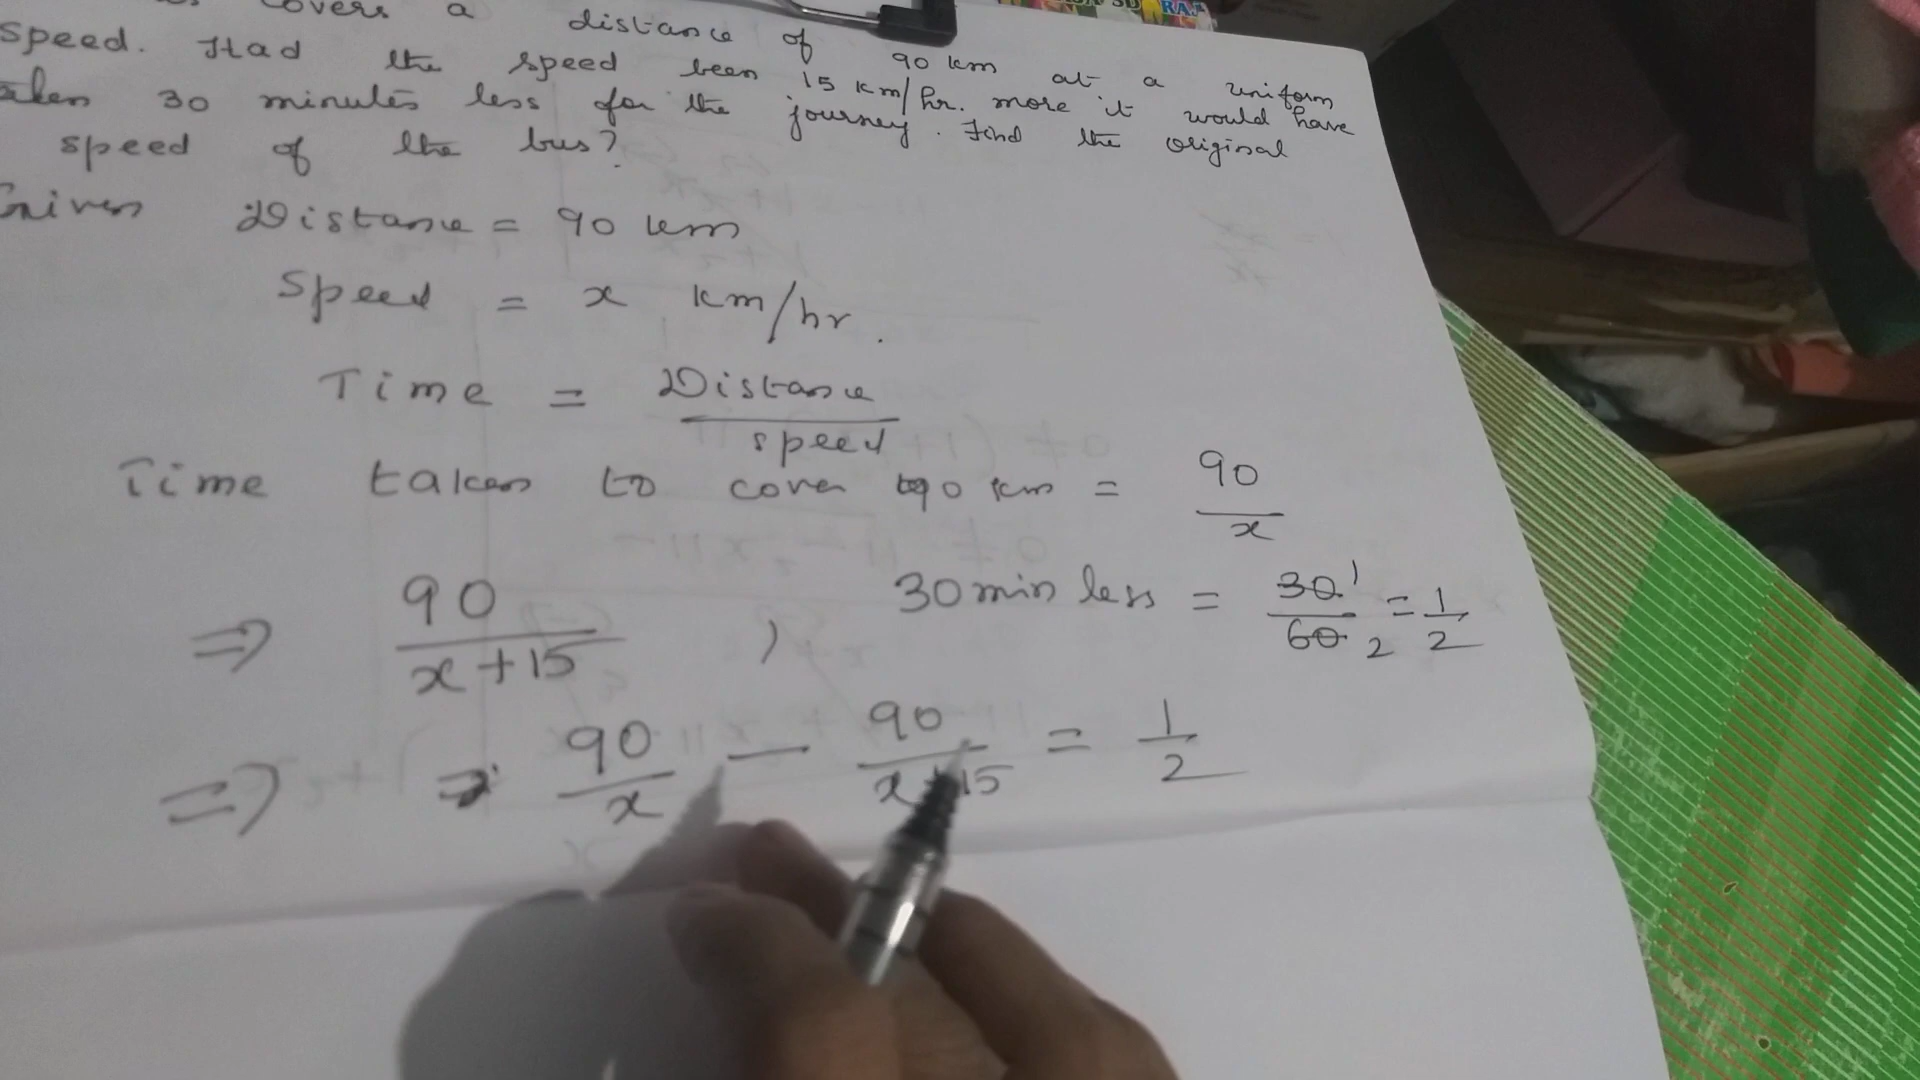 covers a distance of 90 km at a uniform
speed. Had the speed been 15 km/hr. more it would have
taken 30 minutes less for the journey. Find the original
speed of the bus?
Given Distance = 90 km
Speed = x km/hr.
Time = Distance/speed
Time taken to cover 90 km = 90/x
⇒ 90/x+15 , 30 min less = 30/60 = 1/2
⇒ 90/x — 90/x+15 = 1/2